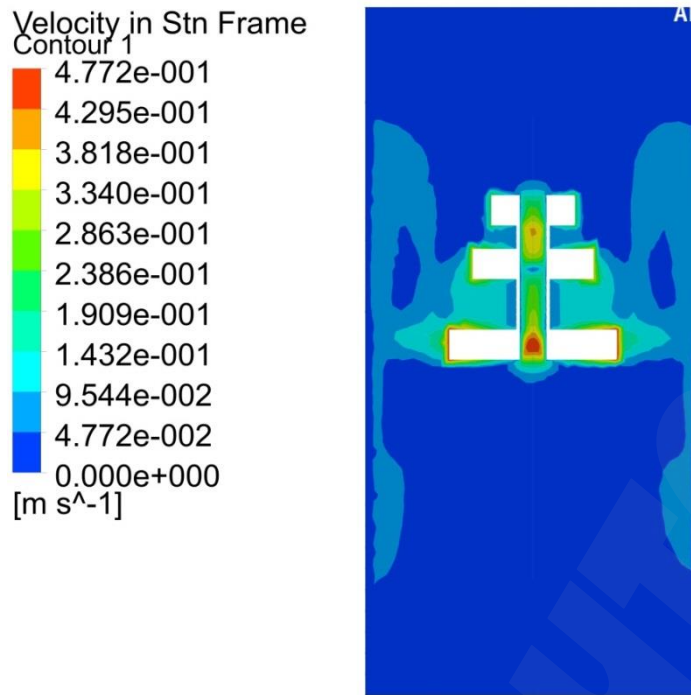 Velocity in Stn Frame
Contour 1
4.772e-001
4.295e-001
3.818e-001
3.340e-001
2.863e-001
2.386e-001
1.909e-001
1.432e-001
9.544e-002
4.772e-002
0.000e+000
[m s^-1]